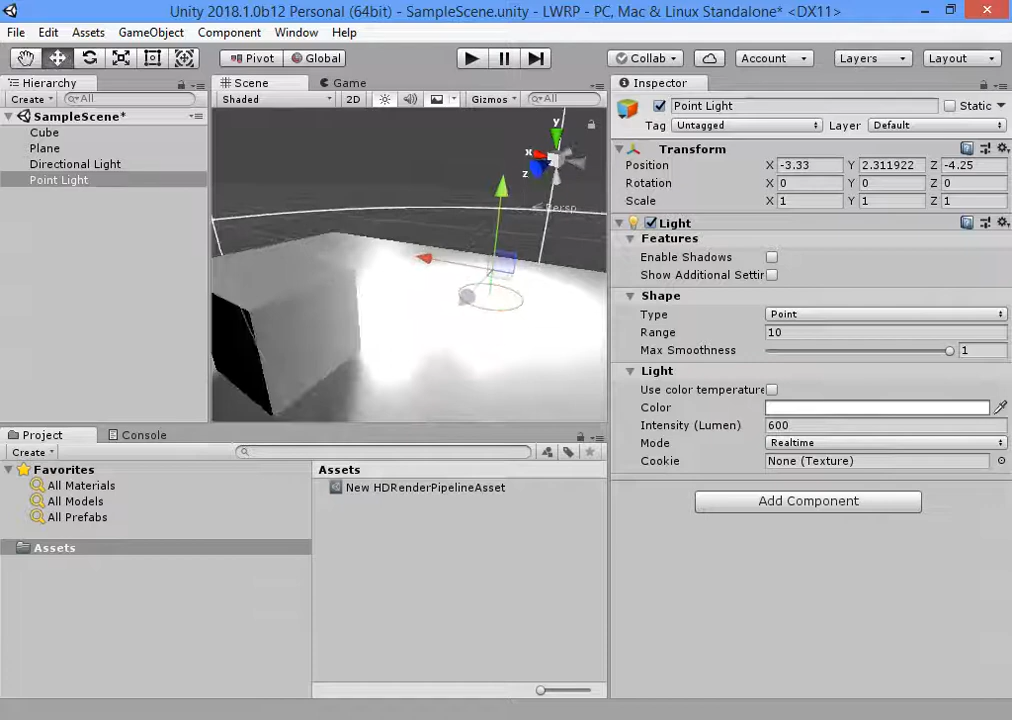 Unity 2018.1.0b12 Personal (64bit) - SampleScene.unity - LWRP - PC, Mac & Linux Standalone* <DX11>
File Edit Assets GameObject Component Window Help
Pivot Global Collab Account Layers Layout
Hierarchy
Create All
SampleScene*
Cube
Plane
Directional Light
Point Light
Scene Game
Shaded 2D Gizmos All
y
x
z
Persp
Inspector
Point Light Static
Tag Untagged Layer Default
Transform
Position X -3.33 Y 2.311922 Z -4.25
Rotation X 0 Y 0 Z 0
Scale X 1 Y 1 Z 1
Light
Features
Enable Shadows
Show Additional Settir
Shape
Type Point
Range 10
Max Smoothness 1
Light
Use color temperature
Color
Intensity (Lumen) 600
Mode Realtime
Cookie None (Texture)
Add Component
Project Console
Create
Favorites
All Materials
All Models
All Prefabs
Assets
Assets
New HDRenderPipelineAsset